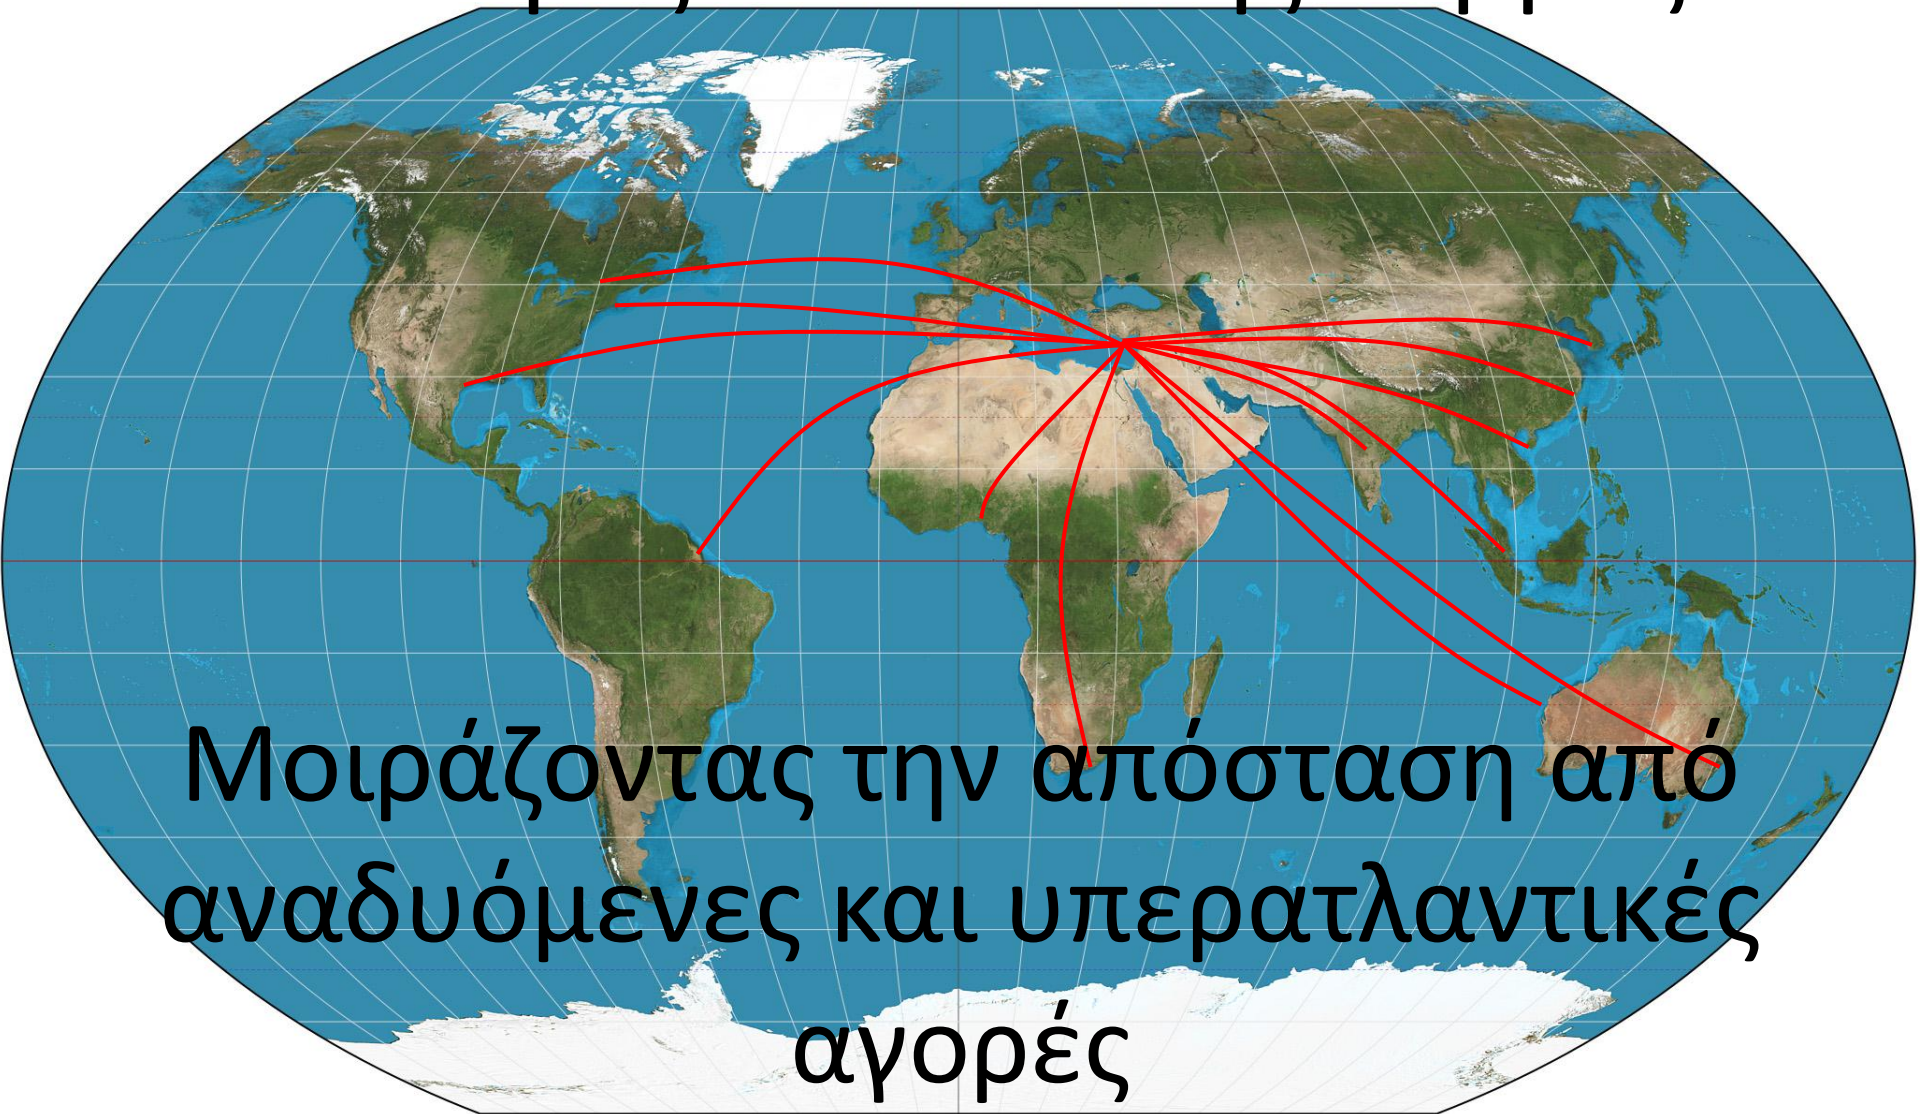 Μοιράζοντας την απόσταση από
αναδυόμενες και υπερατλαντικές
αγορές